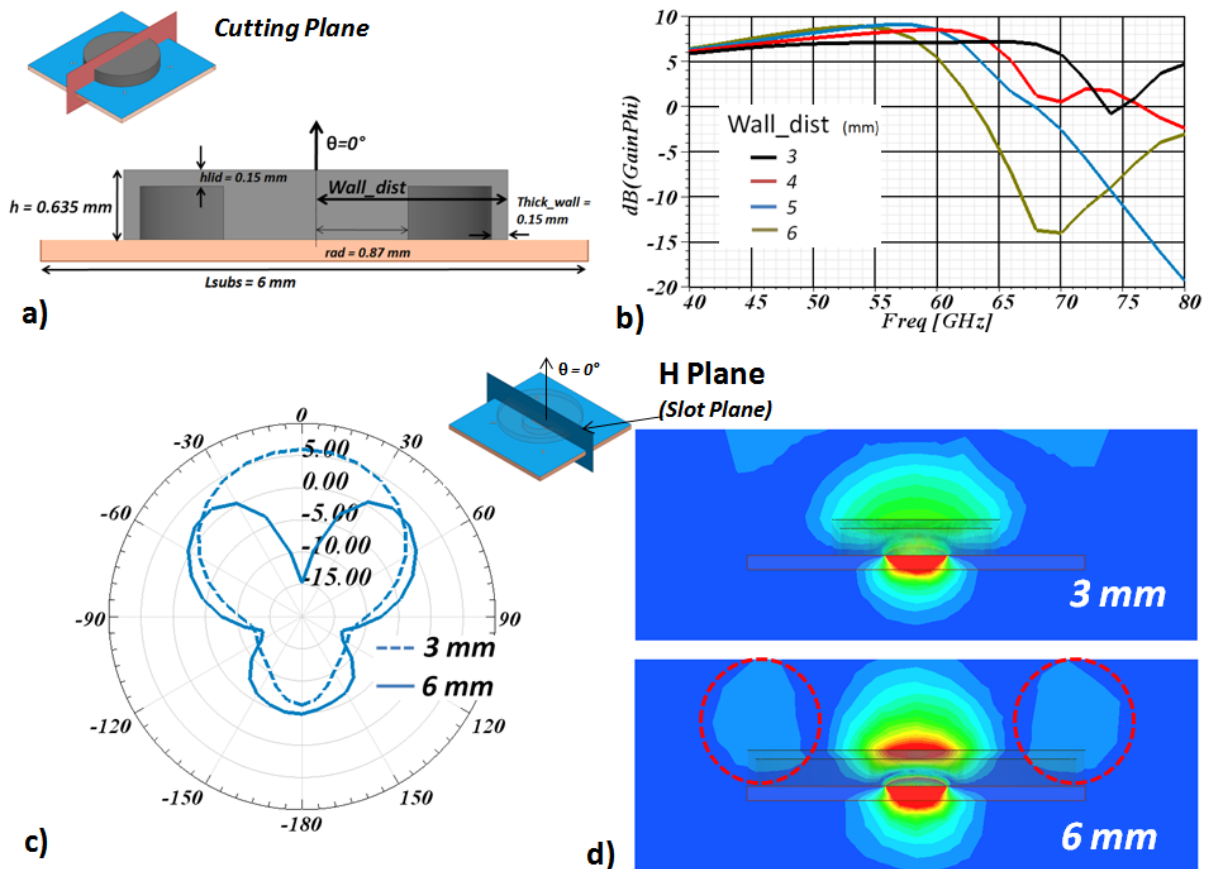 Cutting Plane
θ=0°
hlid = 0.15 mm
Wall_dist
h = 0.635 mm
Thick_wall =
0.15 mm
rad = 0.87 mm
Lsubs = 6 mm
a)
10
5
0
-5
-10
-15
-20
dB(GainPhi)
Wall_dist (mm)
3
4
5
6
40 45 50 55 60 65 70 75 80
Freq [GHz]
b)
θ = 0°
H Plane
(Slot Plane)
0
-30 30
-60 60
-90 90
-120 120
-150 150
-180
5.00
0.00
-5.00
-10.00
-15.00
3 mm
6 mm
c)
3 mm
6 mm
d)